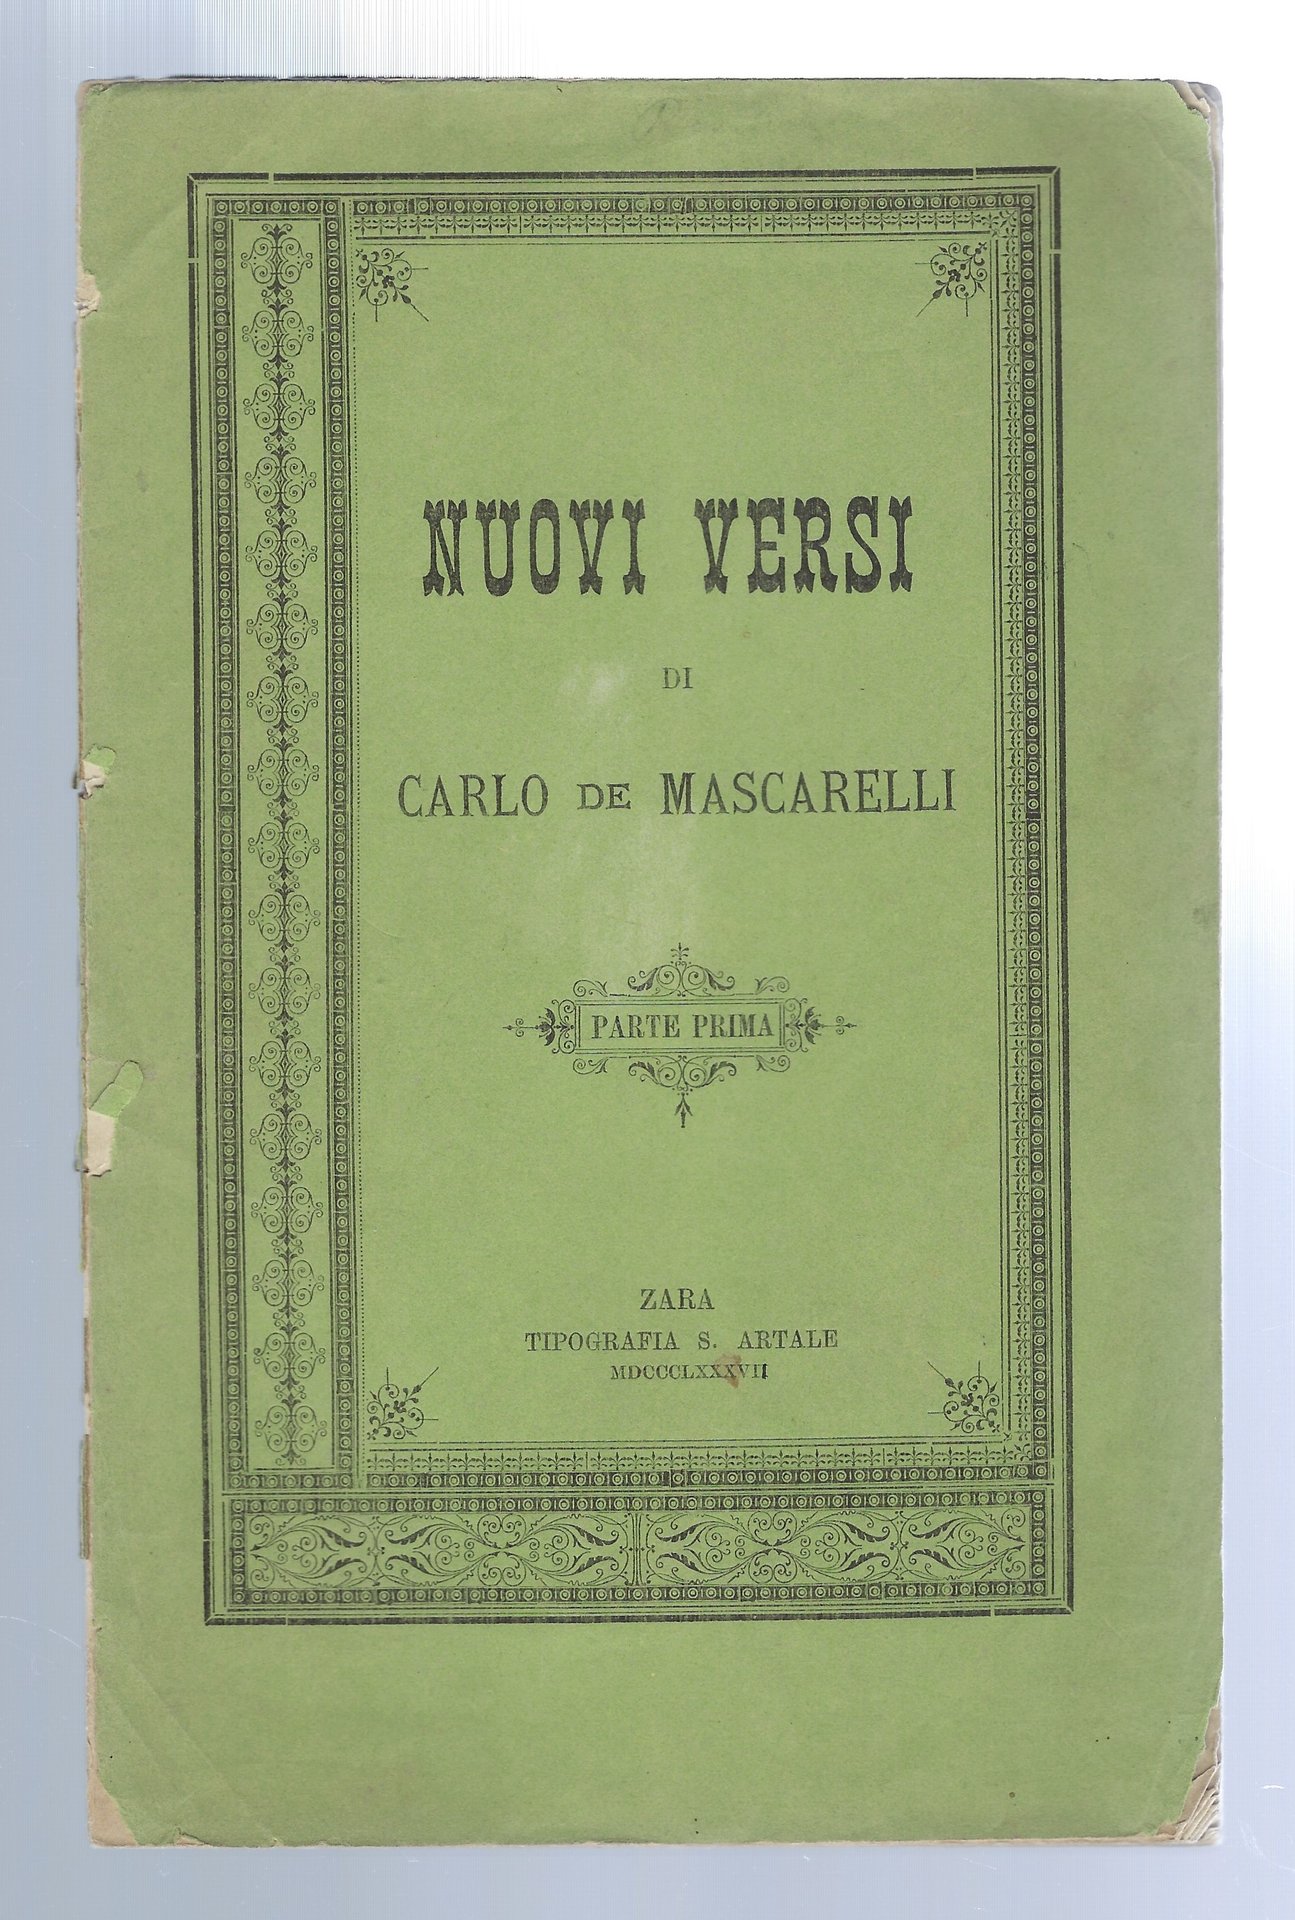 NUOVI VERSI
DI
CARLO DE MASCARELLI
PARTE PRIMA
ZARA
TIPOGRAFIA S. ARTALE
MDCCCLXXXVII